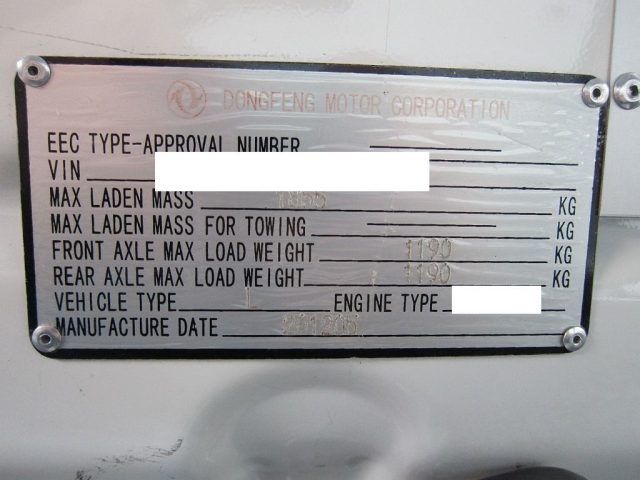 DONGFENG MOTOR CORPORATION
EEC TYPE-APPROVAL NUMBER
VIN
MAX LADEN MASS KG
MAX LADEN MASS FOR TOWING KG
FRONT AXLE MAX LOAD WEIGHT 1190 KG
REAR AXLE MAX LOAD WEIGHT 1190 KG
VEHICLE TYPE L ENGINE TYPE
MANUFACTURE DATE 201205